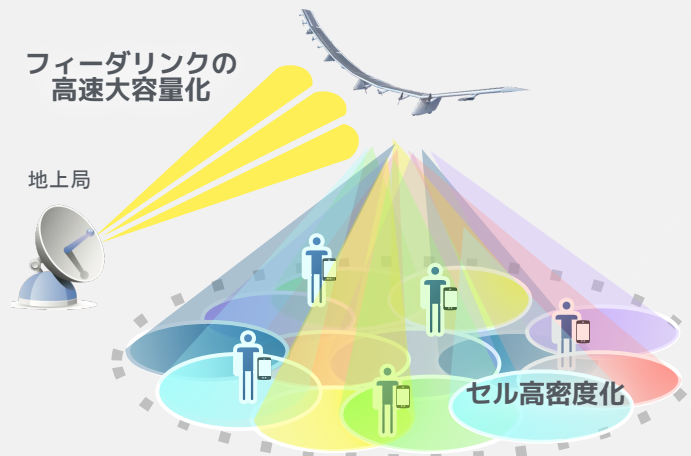 フィーダリンクの
高速大容量化
地上局
セル高密度化